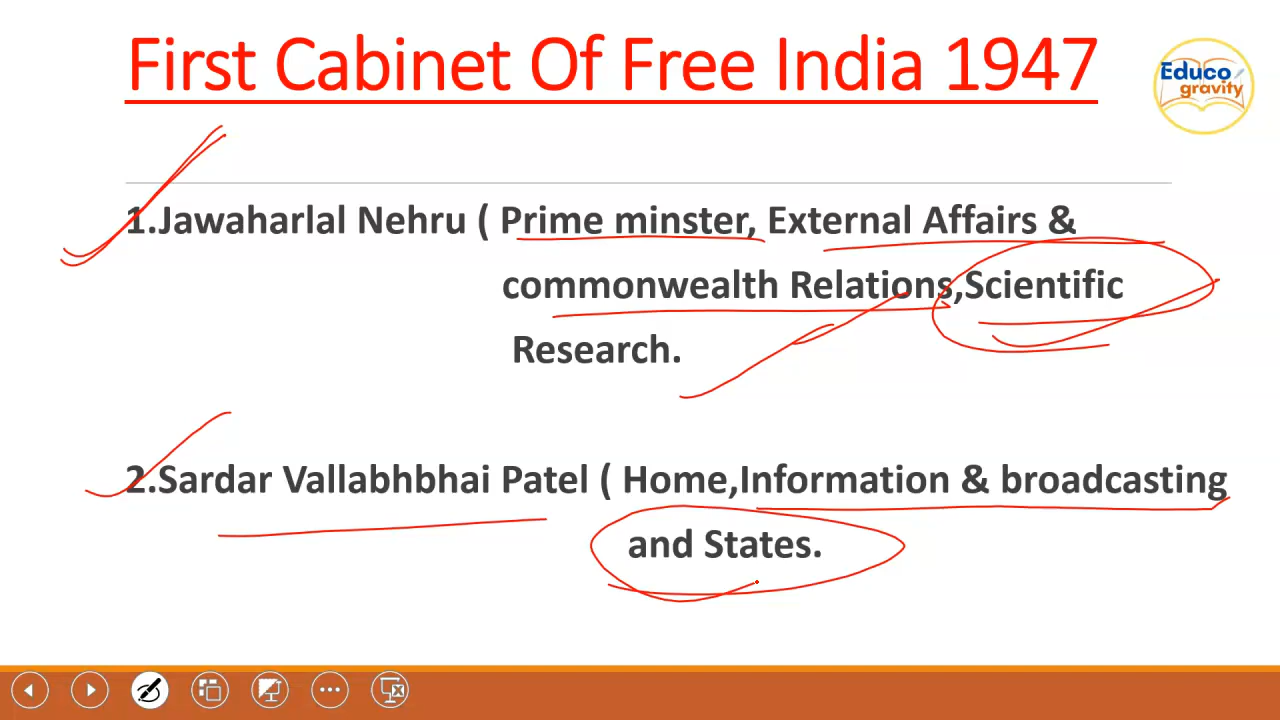 First Cabinet Of Free India 1947
Educo
gravity
1.Jawaharlal Nehru ( Prime minster, External Affairs &
commonwealth Relations,Scientific
Research.
2.Sardar Vallabhbhai Patel ( Home,Information & broadcasting
and States.